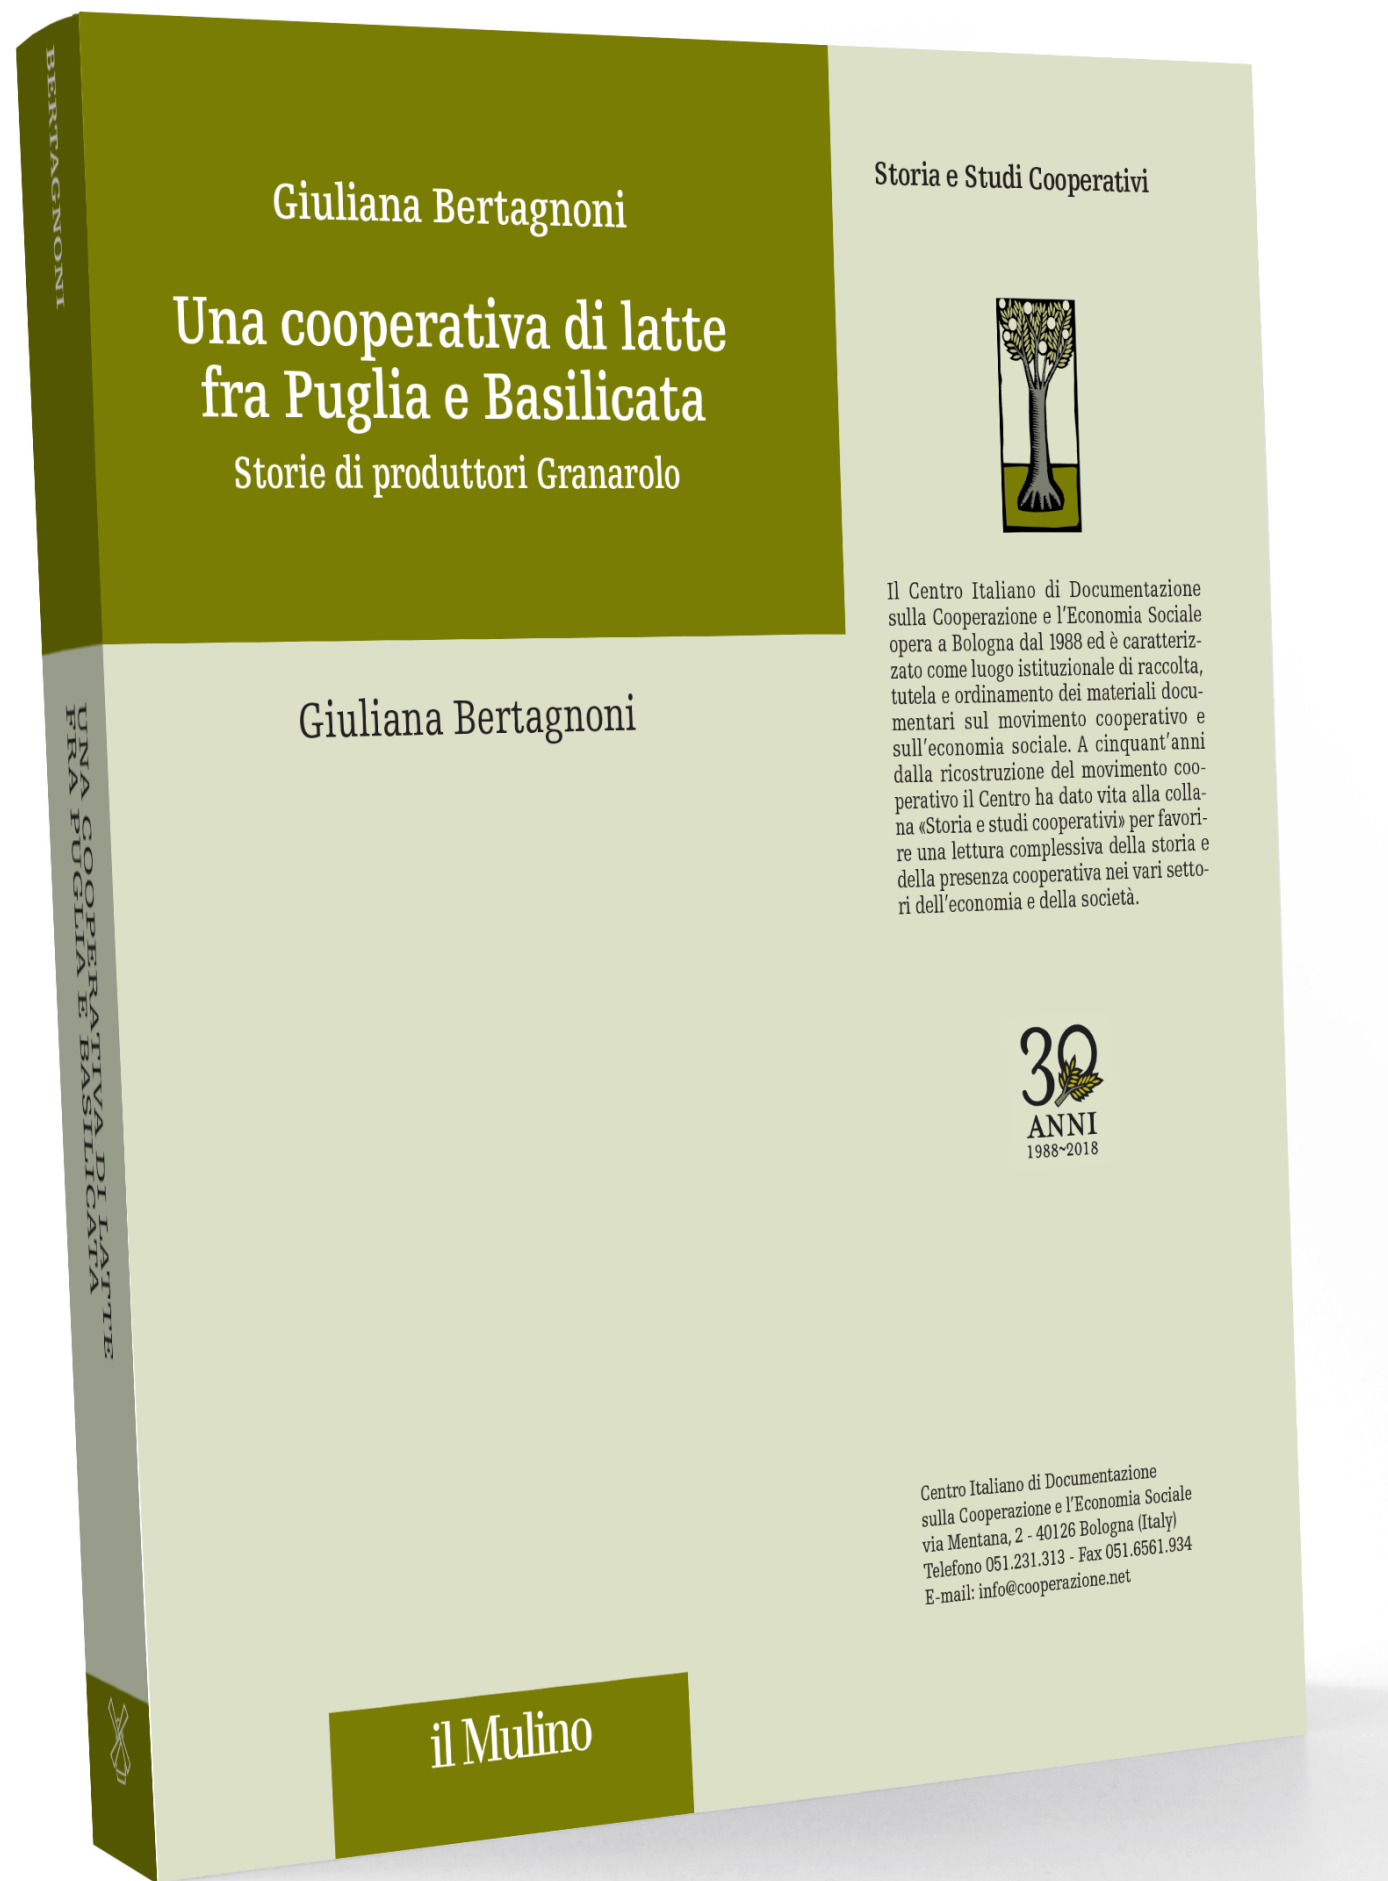 BERTAGNONI
UNA COOPERATIVA DI LATTE
FRA PUGLIA E BASILICATA
Giuliana Bertagnoni
Una cooperativa di latte
fra Puglia e Basilicata
Storie di produttori Granarolo
Giuliana Bertagnoni
il Mulino
Storia e Studi Cooperativi
Il Centro Italiano di Documentazione
sulla Cooperazione e l'Economia Sociale
opera a Bologna dal 1988 ed è caratteriz-
zato come luogo istituzionale di raccolta,
tutela e ordinamento dei materiali docu-
mentari sul movimento cooperativo e
sull'economia sociale. A cinquant'anni
dalla ricostruzione del movimento coo-
perativo il Centro ha dato vita alla colla-
na «Storia e studi cooperativi» per favori-
re una lettura complessiva della storia e
della presenza cooperativa nei vari setto-
ri dell'economia e della società.
30
ANNI
1988~2018
Centro Italiano di Documentazione
sulla Cooperazione e l'Economia Sociale
via Mentana, 2 - 40126 Bologna (Italy)
Telefono 051.231.313 - Fax 051.6561.934
E-mail: info@cooperazione.net